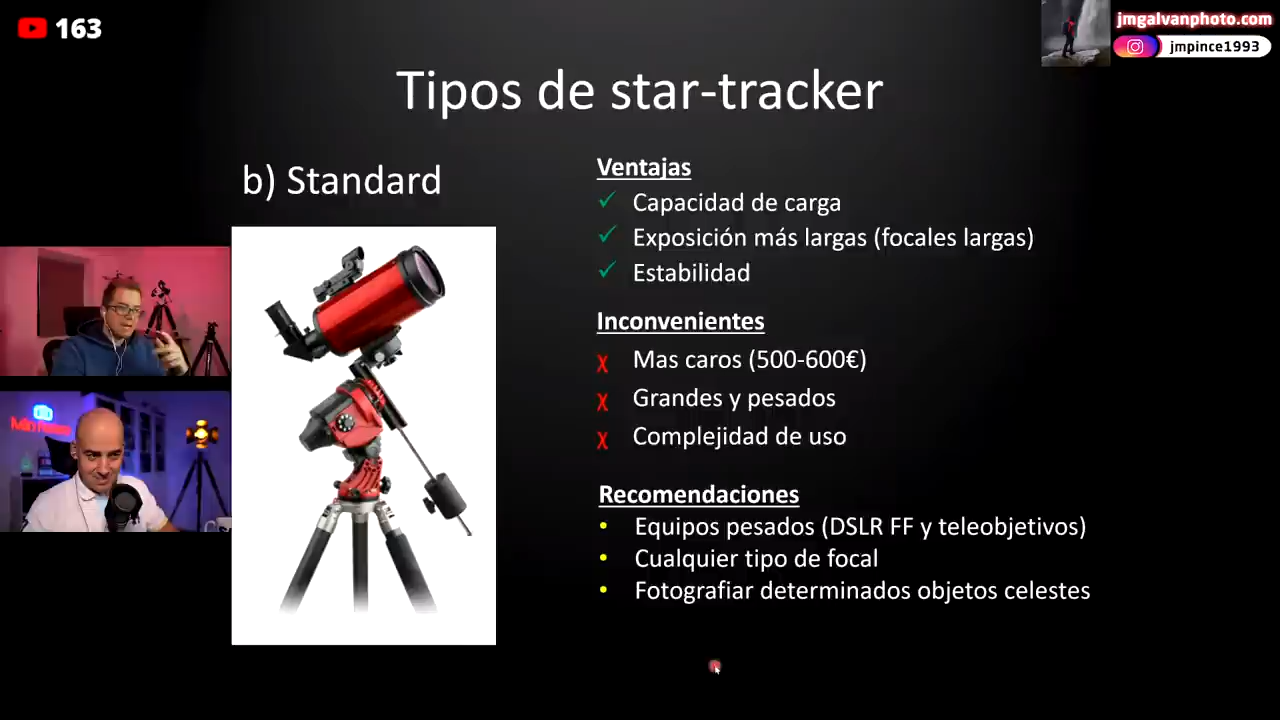 163
jmgalvanphoto.com
jmpince1993
Tipos de star-tracker
b) Standard
Ventajas
✓ Capacidad de carga
✓ Exposición más largas (focales largas)
✓ Estabilidad
Inconvenientes
χ Mas caros (500-600€)
χ Grandes y pesados
χ Complejidad de uso
Recomendaciones
• Equipos pesados (DSLR FF y teleobjetivos)
• Cualquier tipo de focal
• Fotografiar determinados objetos celestes